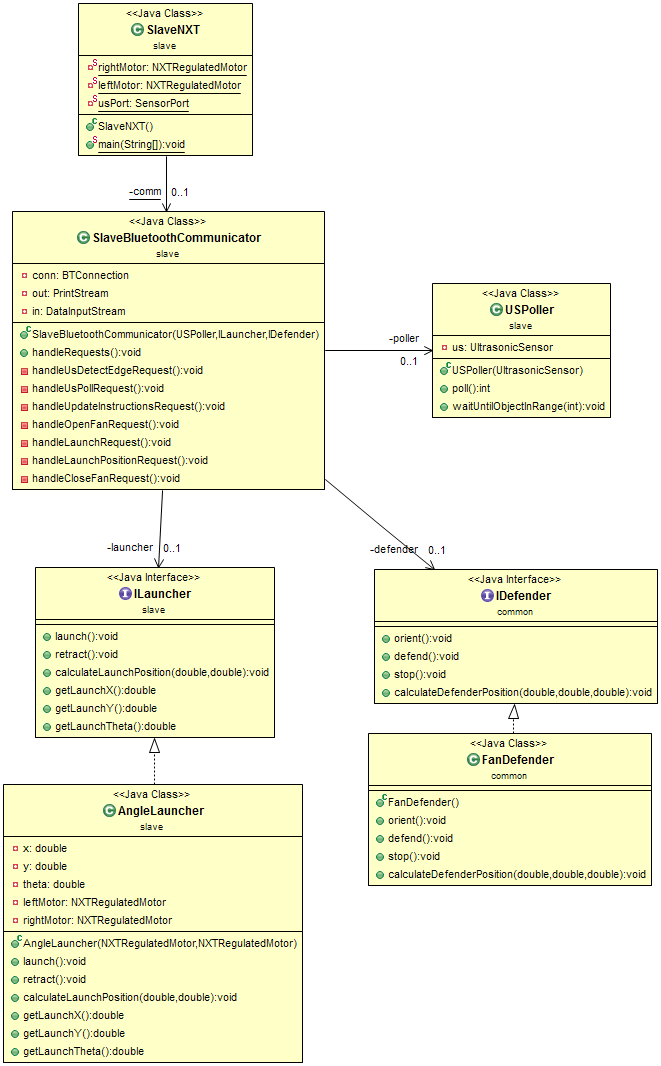 <<Java Class>>
SlaveNXT
slave
rightMotor: NXTRegulatedMotor
leftMotor: NXTRegulatedMotor
usPort: SensorPort
SlaveNXT()
main(String[]):void
-comm 0..1
<<Java Class>>
SlaveBluetoothCommunicator
slave
conn: BTConnection
out: PrintStream
in: DataInputStream
SlaveBluetoothCommunicator(USPoller,ILauncher,IDefender)
handleRequests():void
handleUsDetectEdgeRequest():void
handleUsPollRequest():void
handleUpdateInstructionsRequest():void
handleOpenFanRequest():void
handleLaunchRequest():void
handleLaunchPositionRequest():void
handleCloseFanRequest():void
-poller
0..1
<<Java Class>>
USPoller
slave
us: UltrasonicSensor
USPoller(UltrasonicSensor)
poll():int
waitUntilObjectInRange(int):void
-launcher 0..1
<<Java Interface>>
ILauncher
slave
launch():void
retract():void
calculateLaunchPosition(double,double):void
getLaunchX():double
getLaunchY():double
getLaunchTheta():double
-defender 0..1
<<Java Interface>>
IDefender
common
orient():void
defend():void
stop():void
calculateDefenderPosition(double,double,double):void
<<Java Class>>
AngleLauncher
slave
x: double
y: double
theta: double
leftMotor: NXTRegulatedMotor
rightMotor: NXTRegulatedMotor
AngleLauncher(NXTRegulatedMotor,NXTRegulatedMotor)
launch():void
retract():void
calculateLaunchPosition(double,double):void
getLaunchX():double
getLaunchY():double
getLaunchTheta():double
<<Java Class>>
FanDefender
common
FanDefender()
orient():void
defend():void
stop():void
calculateDefenderPosition(double,double,double):void